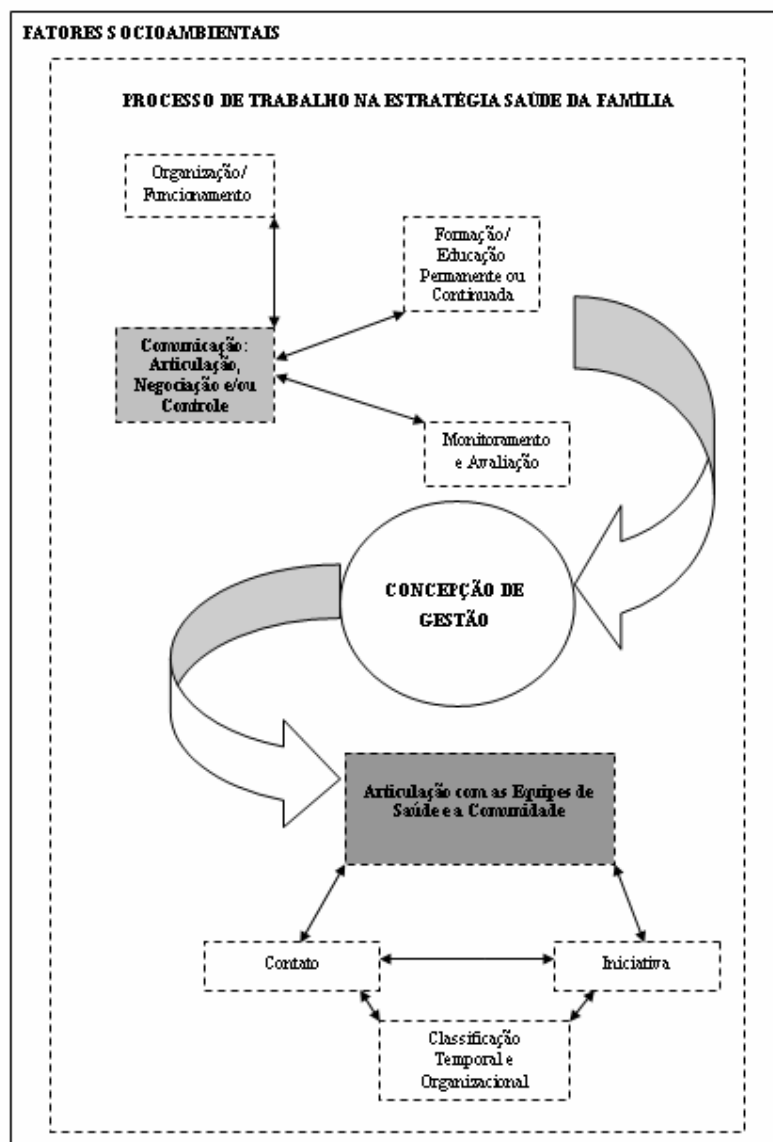 FATORES SOCIOAMBIENTAIS
PROCESSO DE TRABALHO NA ESTRATÉGIA SAÚDE DA FAMÍLIA
Organização/
Funcionamento
Formação/
Educação
Permanente ou
Continuada
Comunicação:
Articulação,
Negociação e/ou
Controle
Monitoramento
e Avaliação
CONCEPÇÃO DE
GESTÃO
Articulação com as Equipes de
Saúde e a Comunidade
Contato
Iniciativa
Classificação
Temporal e
Organizacional